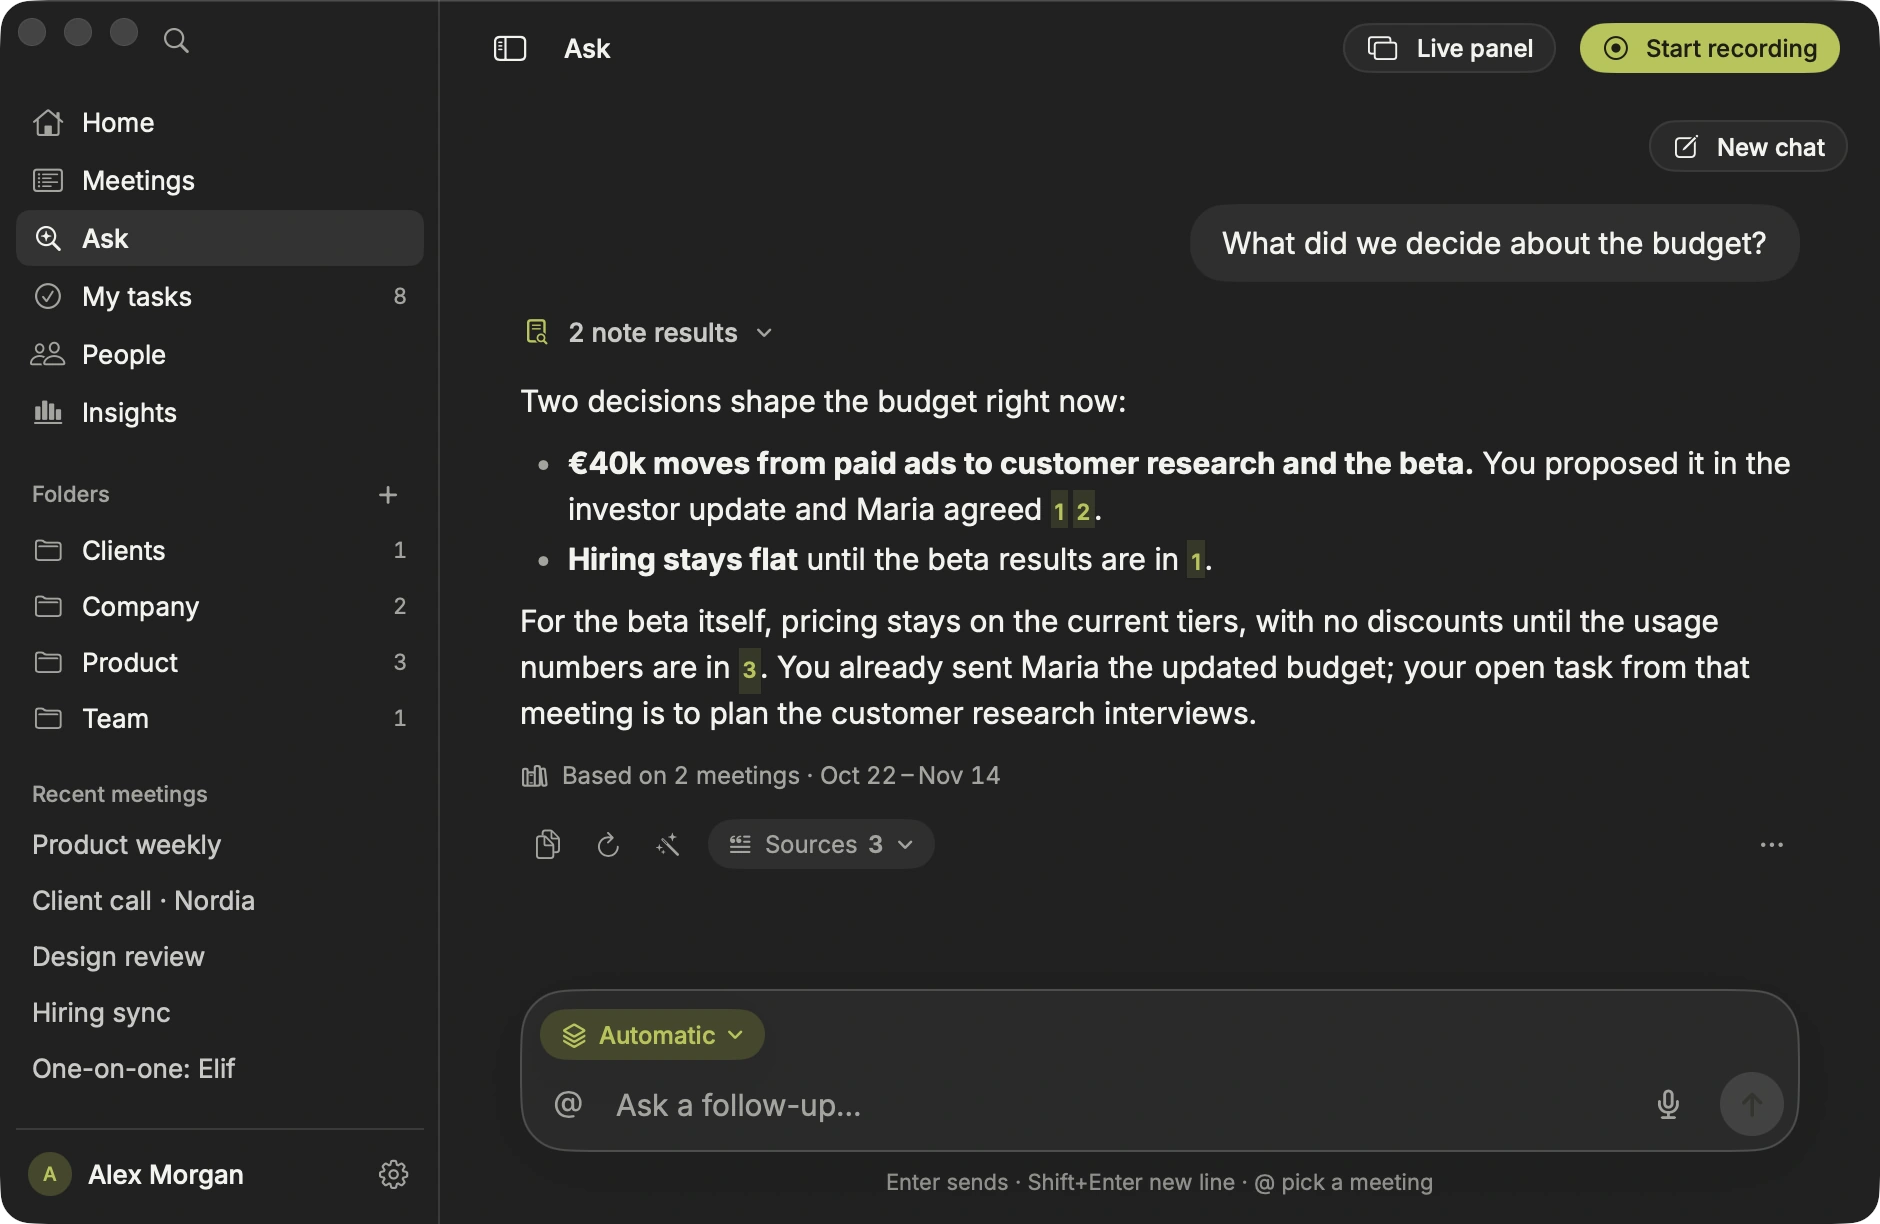 Home
Meetings
Ask
My tasks 8
People
Insights
Folders
Clients 1
Company 2
Product 3
Team 1
Recent meetings
Product weekly
Client call · Nordia
Design review
Hiring sync
One-on-one: Elif
A Alex Morgan
Ask
Live panel
Start recording
New chat
What did we decide about the budget?
2 note results
Two decisions shape the budget right now:
• €40k moves from paid ads to customer research and the beta. You proposed it in the
investor update and Maria agreed 1 2.
• Hiring stays flat until the beta results are in 1.
For the beta itself, pricing stays on the current tiers, with no discounts until the usage
numbers are in 3. You already sent Maria the updated budget; your open task from that
meeting is to plan the customer research interviews.
Based on 2 meetings · Oct 22 – Nov 14
Sources 3
Automatic
@ Ask a follow-up...
Enter sends · Shift+Enter new line · @ pick a meeting